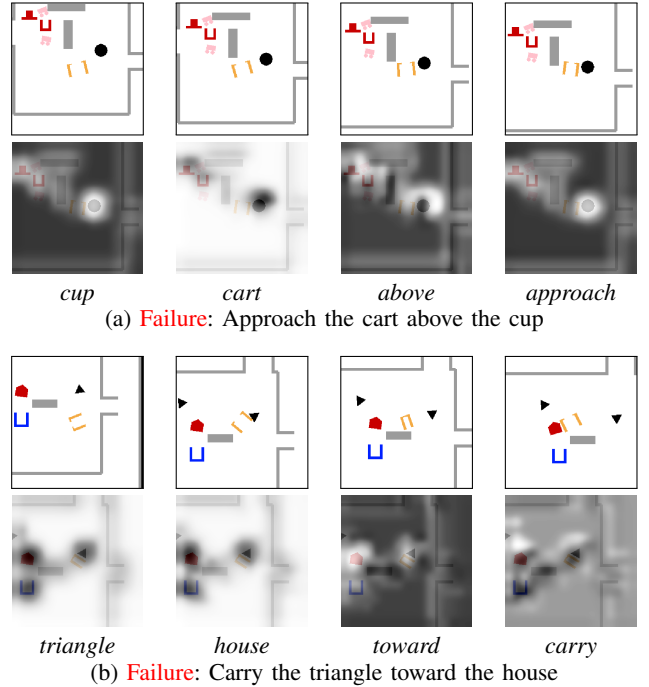 cup cart above approach
(a) Failure: Approach the cart above the cup
triangle house toward carry
(b) Failure: Carry the triangle toward the house